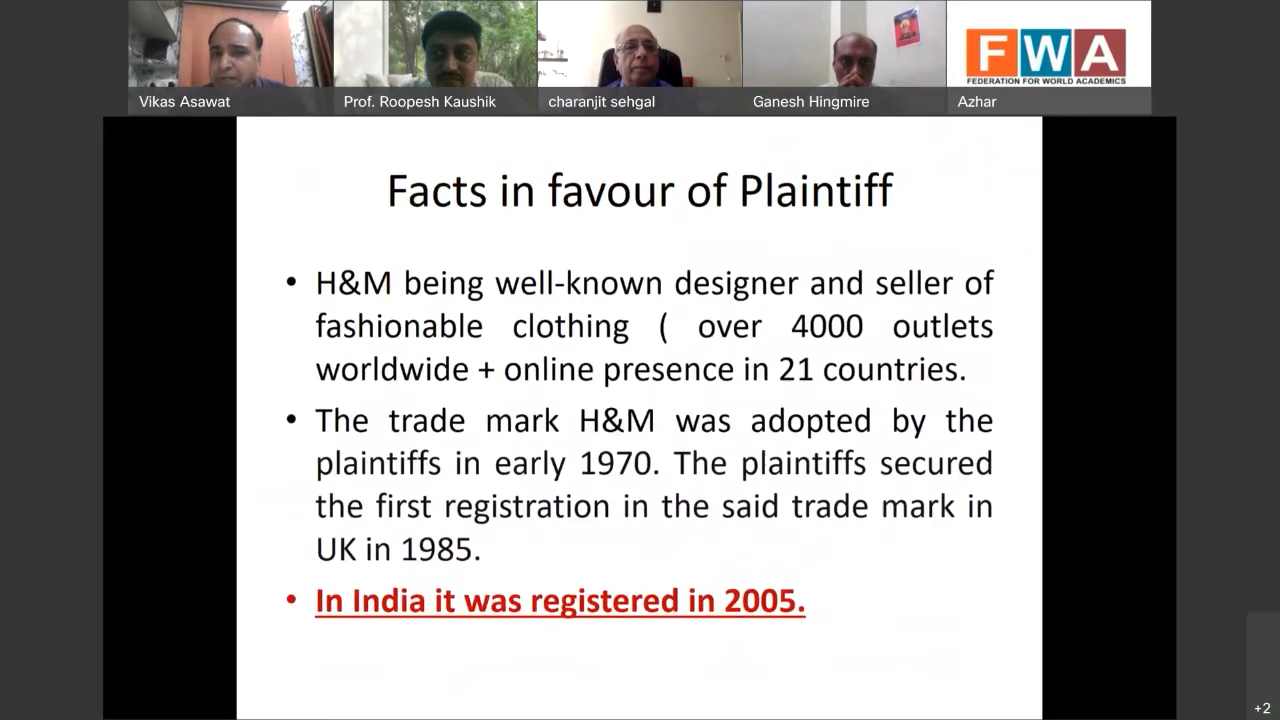 FWA
FEDERATION FOR WORLD ACADEMICS
Vikas Asawat
Prof. Roopesh Kaushik
charanjit sehgal
Ganesh Hingmire
Azhar
Facts in favour of Plaintiff
• H&M being well-known designer and seller of
fashionable clothing ( over 4000 outlets
worldwide + online presence in 21 countries.
• The trade mark H&M was adopted by the
plaintiffs in early 1970. The plaintiffs secured
the first registration in the said trade mark in
UK in 1985.
• In India it was registered in 2005.
+2